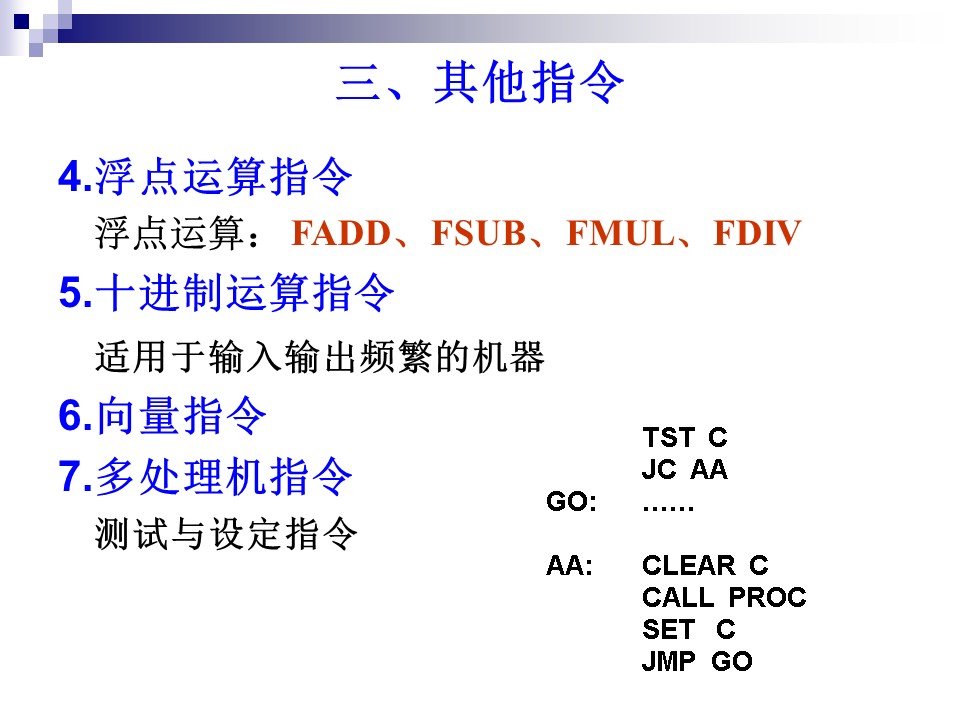 三、其他指令
4.浮点运算指令
浮点运算： FADD、FSUB、FMUL、FDIV
5.十进制运算指令
适用于输入输出频繁的机器
6.向量指令
7.多处理机指令
测试与设定指令
TST C
JC AA
GO: ……
AA: CLEAR C
CALL PROC
SET C
JMP GO